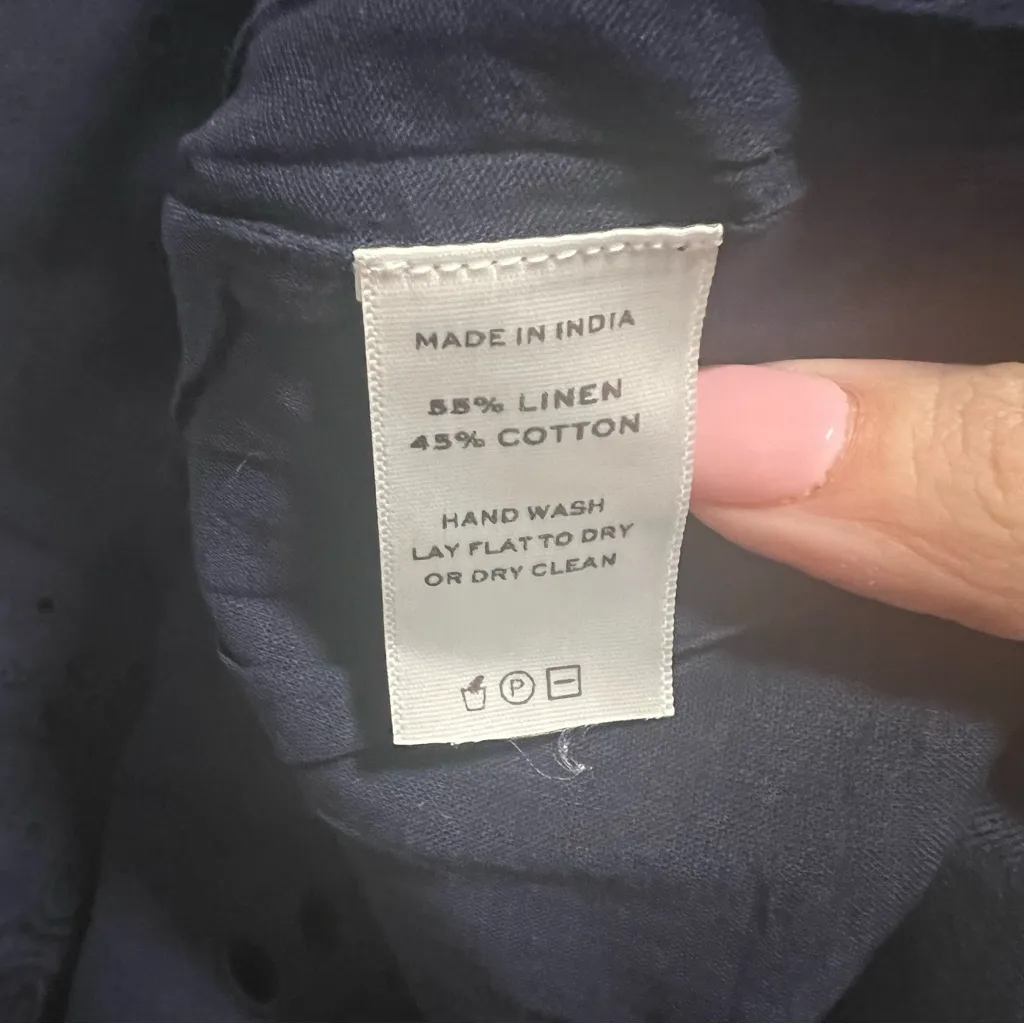 MADE IN INDIA
55% LINEN
45% COTTON
HAND WASH
LAY FLAT TO DRY
OR DRY CLEAN
P